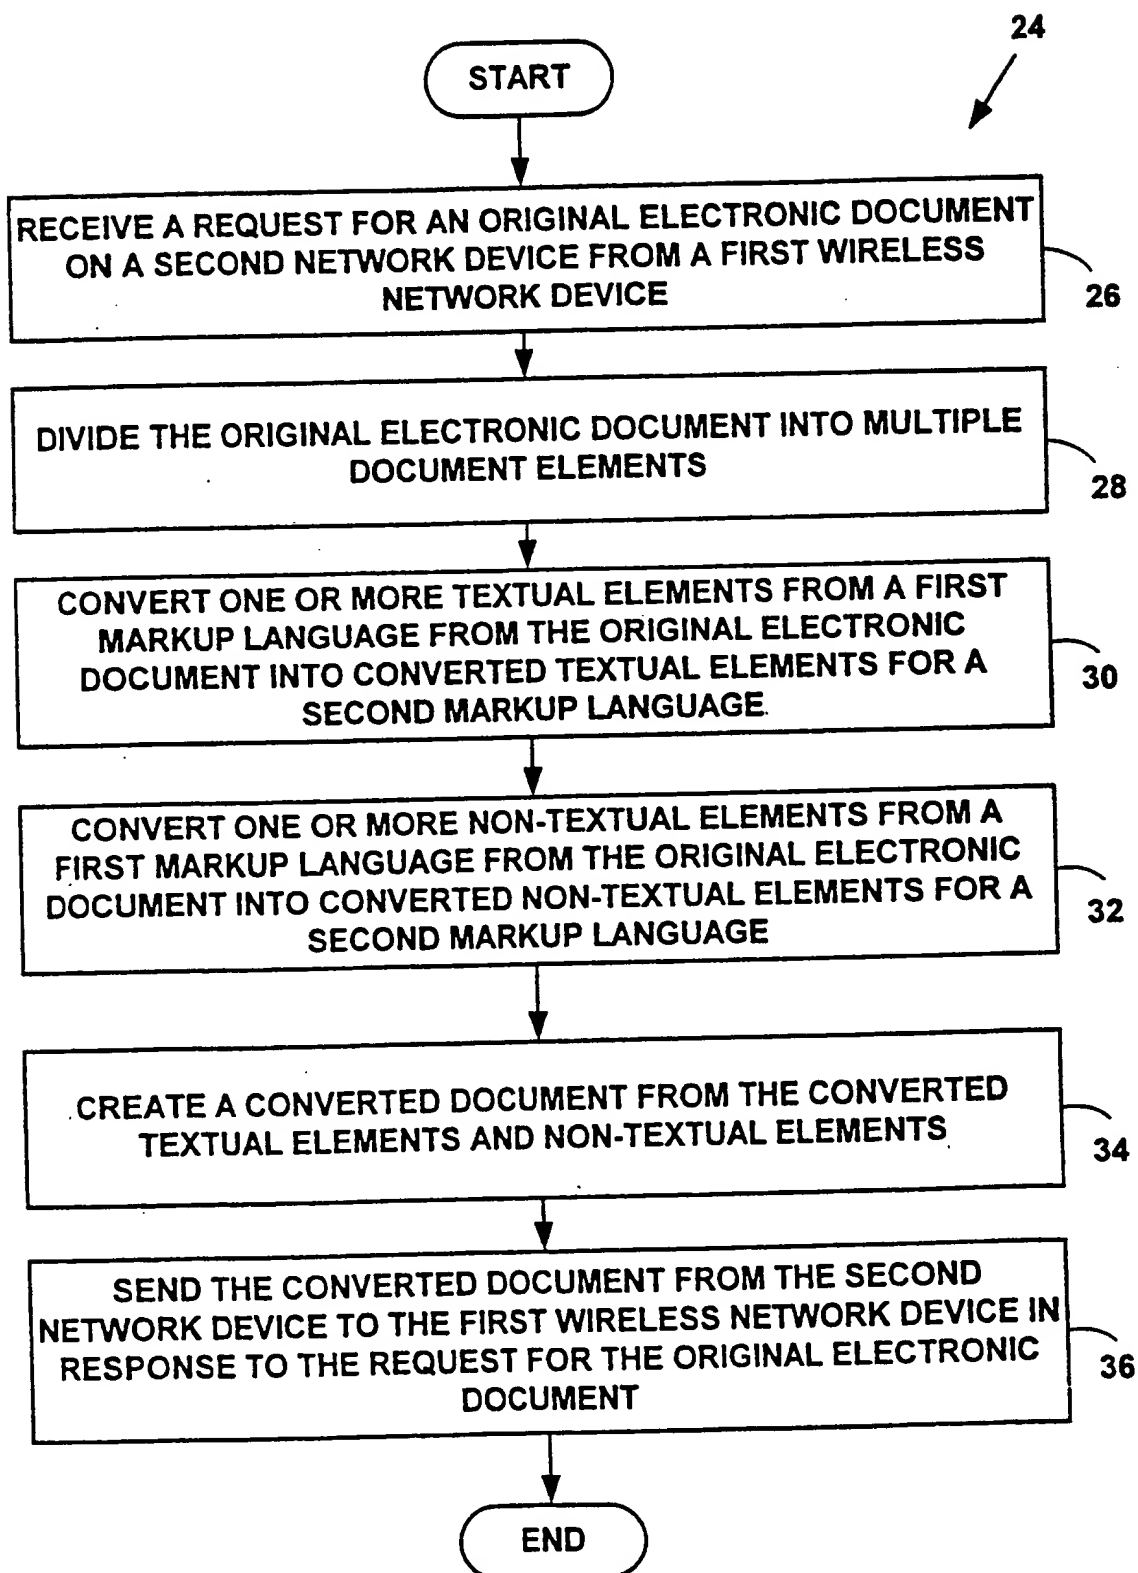 24
START
RECEIVE A REQUEST FOR AN ORIGINAL ELECTRONIC DOCUMENT
ON A SECOND NETWORK DEVICE FROM A FIRST WIRELESS
NETWORK DEVICE
26
DIVIDE THE ORIGINAL ELECTRONIC DOCUMENT INTO MULTIPLE
DOCUMENT ELEMENTS
28
CONVERT ONE OR MORE TEXTUAL ELEMENTS FROM A FIRST
MARKUP LANGUAGE FROM THE ORIGINAL ELECTRONIC
DOCUMENT INTO CONVERTED TEXTUAL ELEMENTS FOR A
SECOND MARKUP LANGUAGE
30
CONVERT ONE OR MORE NON-TEXTUAL ELEMENTS FROM A
FIRST MARKUP LANGUAGE FROM THE ORIGINAL ELECTRONIC
DOCUMENT INTO CONVERTED NON-TEXTUAL ELEMENTS FOR A
SECOND MARKUP LANGUAGE
32
CREATE A CONVERTED DOCUMENT FROM THE CONVERTED
TEXTUAL ELEMENTS AND NON-TEXTUAL ELEMENTS
34
SEND THE CONVERTED DOCUMENT FROM THE SECOND
NETWORK DEVICE TO THE FIRST WIRELESS NETWORK DEVICE IN
RESPONSE TO THE REQUEST FOR THE ORIGINAL ELECTRONIC
DOCUMENT
36
END